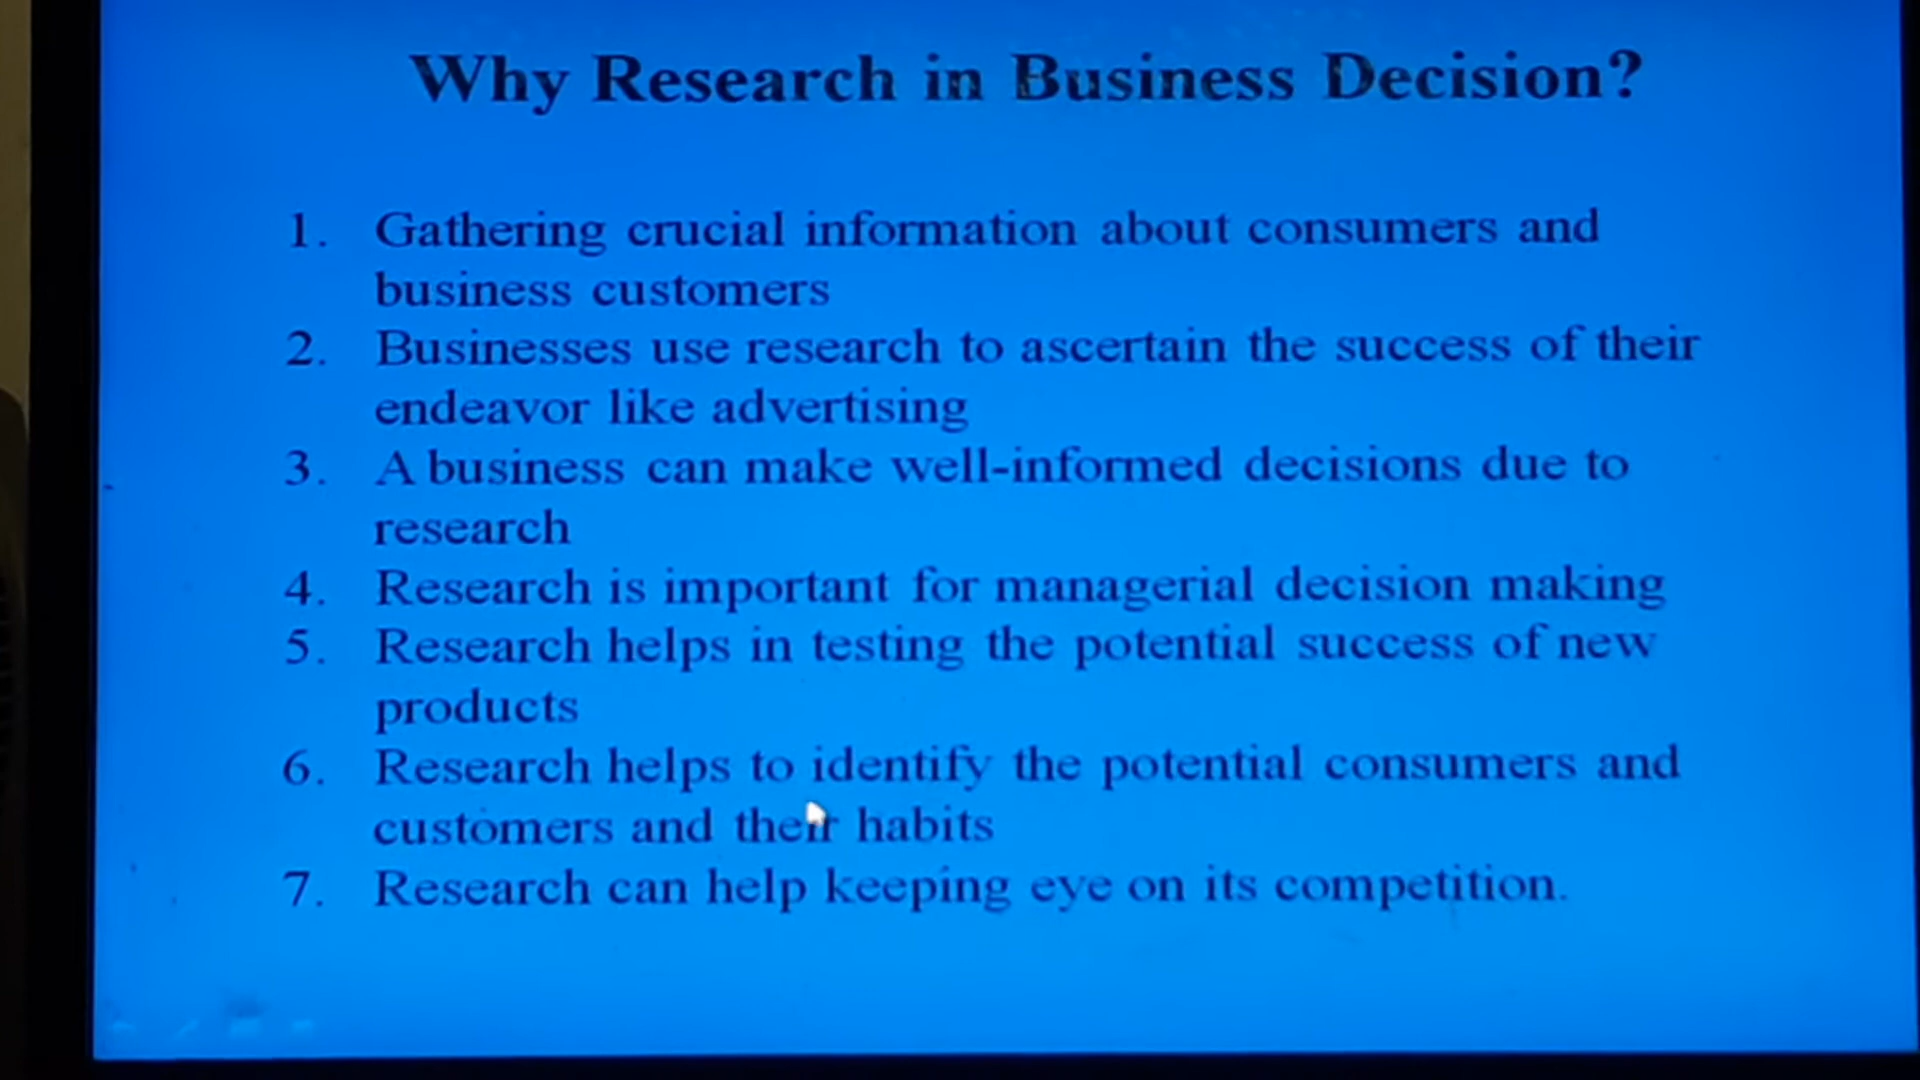 Why Research in Business Decision?
1. Gathering crucial information about consumers and
business customers
2. Businesses use research to ascertain the success of their
endeavor like advertising
3. A business can make well-informed decisions due to
research
4. Research is important for managerial decision making
5. Research helps in testing the potential success of new
products
6. Research helps to identify the potential consumers and
customers and their habits
7. Research can help keeping eye on its competition.